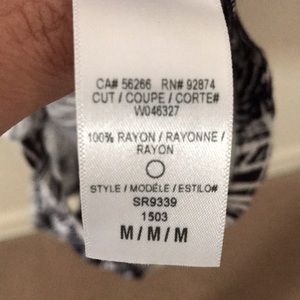 CA# 56266 RN# 92874
CUT / COUPE / CORTE#
W046327
100% RAYON / RAYONNE /
RAYON
STYLE / MODÈLE / ESTILO#
SR9339
1503
M / M / M